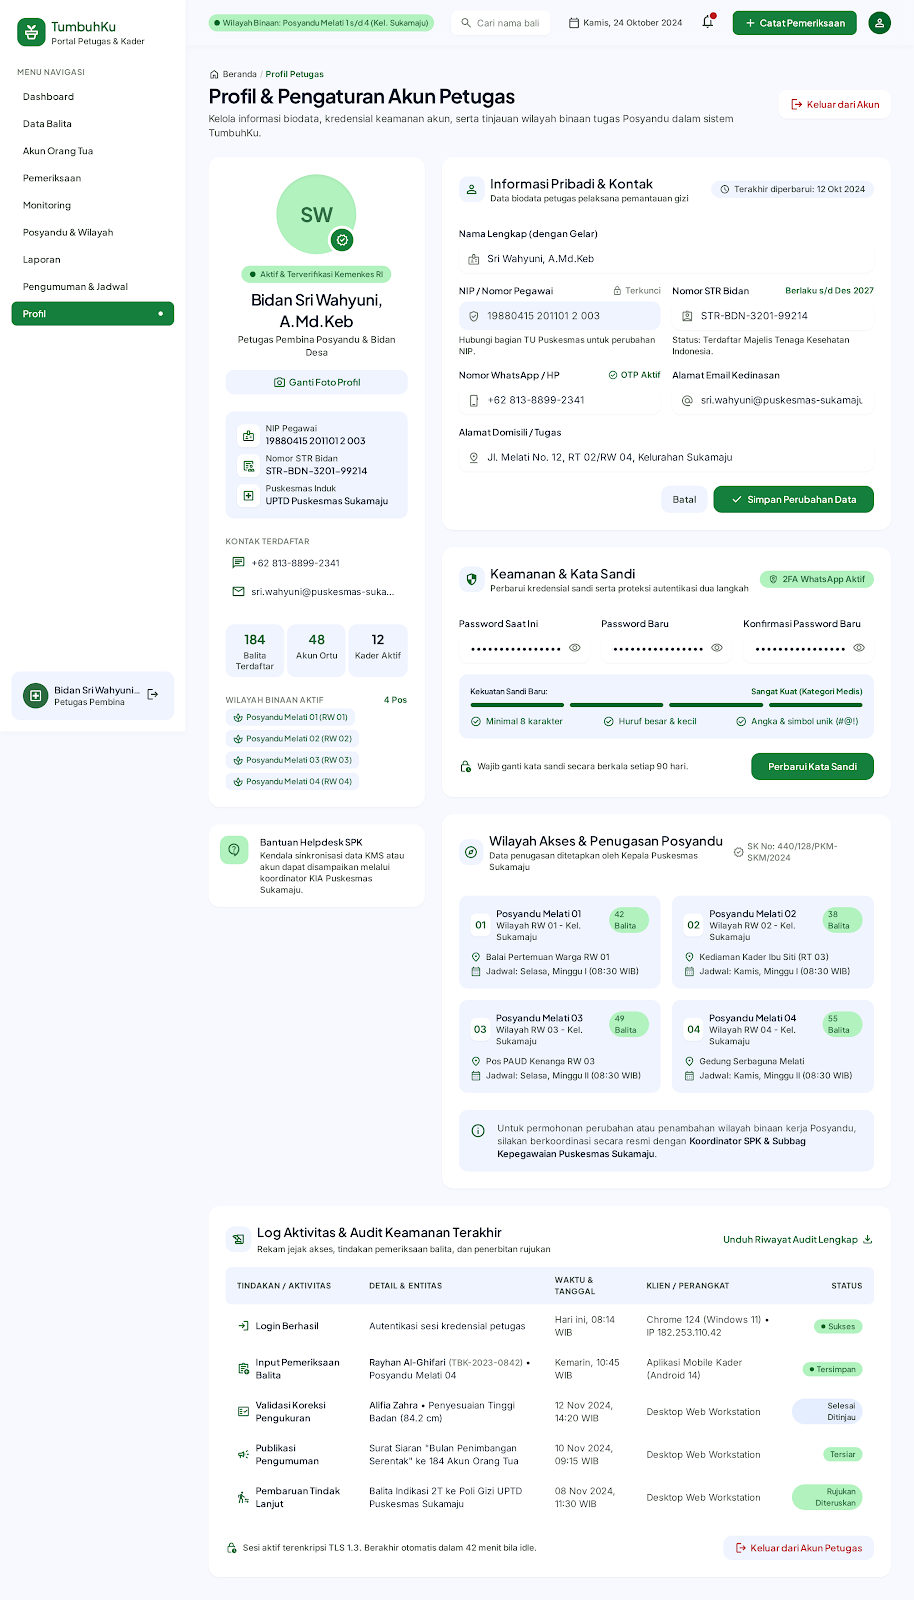 TumbuhKu
Portal Petugas & Kader
MENU NAVIGASI
Dashboard
Data Balita
Akun Orang Tua
Pemeriksaan
Monitoring
Posyandu & Wilayah
Laporan
Pengumuman & Jadwal
Profil
Bidan Sri Wahyuni...
Petugas Pembina
Wilayah Binaan: Posyandu Melati 1 s/d 4 (Kel. Sukamaju)
Cari nama bali
Kamis, 24 Oktober 2024
Catat Pemeriksaan
Beranda / Profil Petugas
Profil & Pengaturan Akun Petugas
Kelola informasi biodata, kredensial keamanan akun, serta tinjauan wilayah binaan tugas Posyandu dalam sistem
TumbuhKu.
Keluar dari Akun
SW
Aktif & Terverifikasi Kemenkes RI
Bidan Sri Wahyuni,
A.Md.Keb
Petugas Pembina Posyandu & Bidan
Desa
Ganti Foto Profil
NIP Pegawai
19880415 201101 2 003
Nomor STR Bidan
STR-BDN-3201-99214
Puskesmas Induk
UPTD Puskesmas Sukamaju
KONTAK TERDAFTAR
+62 813-8899-2341
sri.wahyuni@puskesmas-suka...
184
Balita
Terdaftar
48
Akun Ortu
12
Kader Aktif
WILAYAH BINAAN AKTIF
4 Pos
Posyandu Melati 01 (RW 01)
Posyandu Melati 02 (RW 02)
Posyandu Melati 03 (RW 03)
Posyandu Melati 04 (RW 04)
Bantuan Helpdesk SPK
Kendala sinkronisasi data KMS atau
akun dapat disampaikan melalui
koordinator KIA Puskesmas
Sukamaju.
Informasi Pribadi & Kontak
Data biodata petugas pelaksana pemantauan gizi
Terakhir diperbarui: 12 Okt 2024
Nama Lengkap (dengan Gelar)
Sri Wahyuni, A.Md.Keb
NIP / Nomor Pegawai
Terkunci
19880415 201101 2 003
Hubungi bagian TU Puskesmas untuk perubahan
NIP.
Nomor STR Bidan
Berlaku s/d Des 2027
STR-BDN-3201-99214
Status: Terdaftar Majelis Tenaga Kesehatan
Indonesia.
Nomor WhatsApp / HP
OTP Aktif
+62 813-8899-2341
Alamat Email Kedinasan
sri.wahyuni@puskesmas-sukamaju
Alamat Domisili / Tugas
Jl. Melati No. 12, RT 02/RW 04, Kelurahan Sukamaju
Batal
Simpan Perubahan Data
Keamanan & Kata Sandi
Perbarui kredensial sandi serta proteksi autentikasi dua langkah
2FA WhatsApp Aktif
Password Saat Ini
Password Baru
Konfirmasi Password Baru
Kekuatan Sandi Baru:
Sangat Kuat (Kategori Medis)
Minimal 8 karakter
Huruf besar & kecil
Angka & simbol unik (#@!)
Wajib ganti kata sandi secara berkala setiap 90 hari.
Perbarui Kata Sandi
Wilayah Akses & Penugasan Posyandu
Data penugasan ditetapkan oleh Kepala Puskesmas
Sukamaju
SK No: 440/128/PKM-
SKM/2024
01
Posyandu Melati 01
Wilayah RW 01 - Kel.
Sukamaju
42
Balita
Balai Pertemuan Warga RW 01
Jadwal: Selasa, Minggu I (08:30 WIB)
02
Posyandu Melati 02
Wilayah RW 02 - Kel.
Sukamaju
38
Balita
Kediaman Kader Ibu Siti (RT 03)
Jadwal: Kamis, Minggu I (08:30 WIB)
03
Posyandu Melati 03
Wilayah RW 03 - Kel.
Sukamaju
49
Balita
Pos PAUD Kenanga RW 03
Jadwal: Selasa, Minggu II (08:30 WIB)
04
Posyandu Melati 04
Wilayah RW 04 - Kel.
Sukamaju
55
Balita
Gedung Serbaguna Melati
Jadwal: Kamis, Minggu II (08:30 WIB)
Untuk permohonan perubahan atau penambahan wilayah binaan kerja Posyandu,
silakan berkoordinasi secara resmi dengan Koordinator SPK & Subbag
Kepegawaian Puskesmas Sukamaju.
Log Aktivitas & Audit Keamanan Terakhir
Rekam jejak akses, tindakan pemeriksaan balita, dan penerbitan rujukan
Unduh Riwayat Audit Lengkap
TINDAKAN / AKTIVITAS
DETAIL & ENTITAS
WAKTU &
TANGGAL
KLIEN / PERANGKAT
STATUS
Login Berhasil
Autentikasi sesi kredensial petugas
Hari ini, 08:14
WIB
Chrome 124 (Windows 11) •
IP 182.253.110.42
Sukses
Input Pemeriksaan
Balita
Rayhan Al-Ghifari (TBK-2023-0842) •
Posyandu Melati 04
Kemarin, 10:45
WIB
Aplikasi Mobile Kader
(Android 14)
Tersimpan
Validasi Koreksi
Pengukuran
Alifia Zahra • Penyesuaian Tinggi
Badan (84.2 cm)
12 Nov 2024,
14:20 WIB
Desktop Web Workstation
Selesai
Ditinjau
Publikasi
Pengumuman
Surat Siaran "Bulan Penimbangan
Serentak" ke 184 Akun Orang Tua
10 Nov 2024,
09:15 WIB
Desktop Web Workstation
Tersiar
Pembaruan Tindak
Lanjut
Balita Indikasi 2T ke Poli Gizi UPTD
Puskesmas Sukamaju
08 Nov 2024,
11:30 WIB
Desktop Web Workstation
Rujukan
Diteruskan
Sesi aktif terenkripsi TLS 1.3. Berakhir otomatis dalam 42 menit bila idle.
Keluar dari Akun Petugas